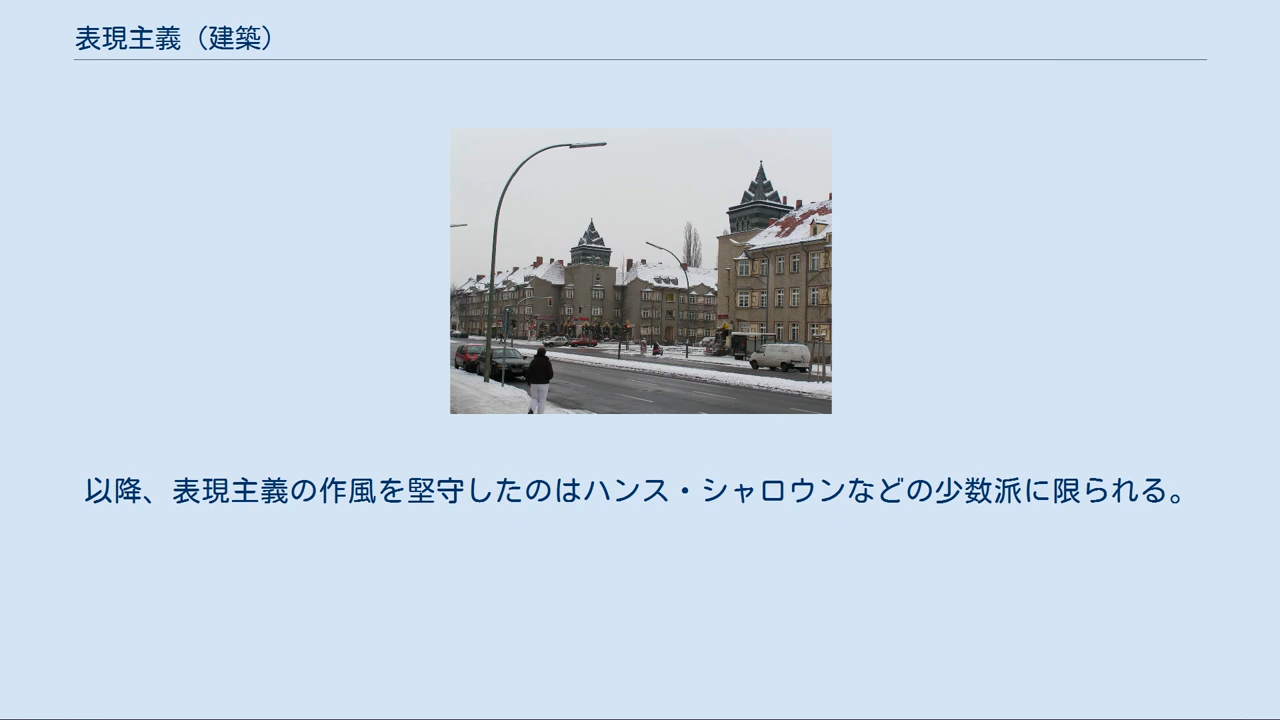 表現主義（建築）
以降、表現主義の作風を堅守したのはハンス・シャロウンなどの少数派に限られる。